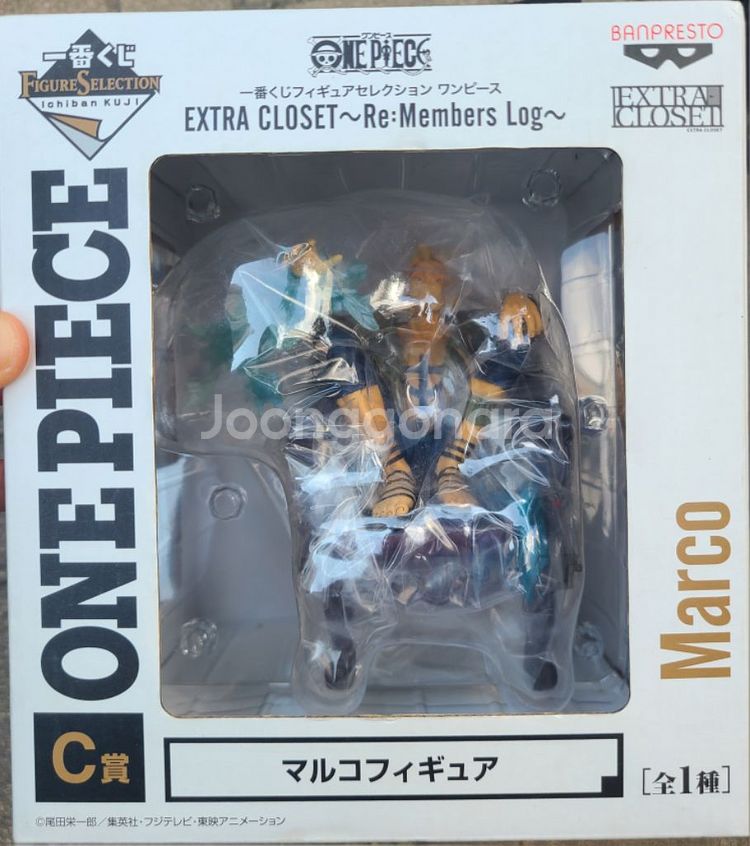 一番くじ
FIGURE SELECTION
Ichiban KUJI
ワンピース
ONE PIECE
一番くじフィギュアセレクション ワンピース
EXTRA CLOSET〜Re:Members Log〜
BANPRESTO
EXTRA
CLOSET
EXTRA CLOSET
ONE PIECE
Joonggonara
Marco
C賞
マルコフィギュア
[全1種]
©尾田栄一郎／集英社・フジテレビ・東映アニメーション